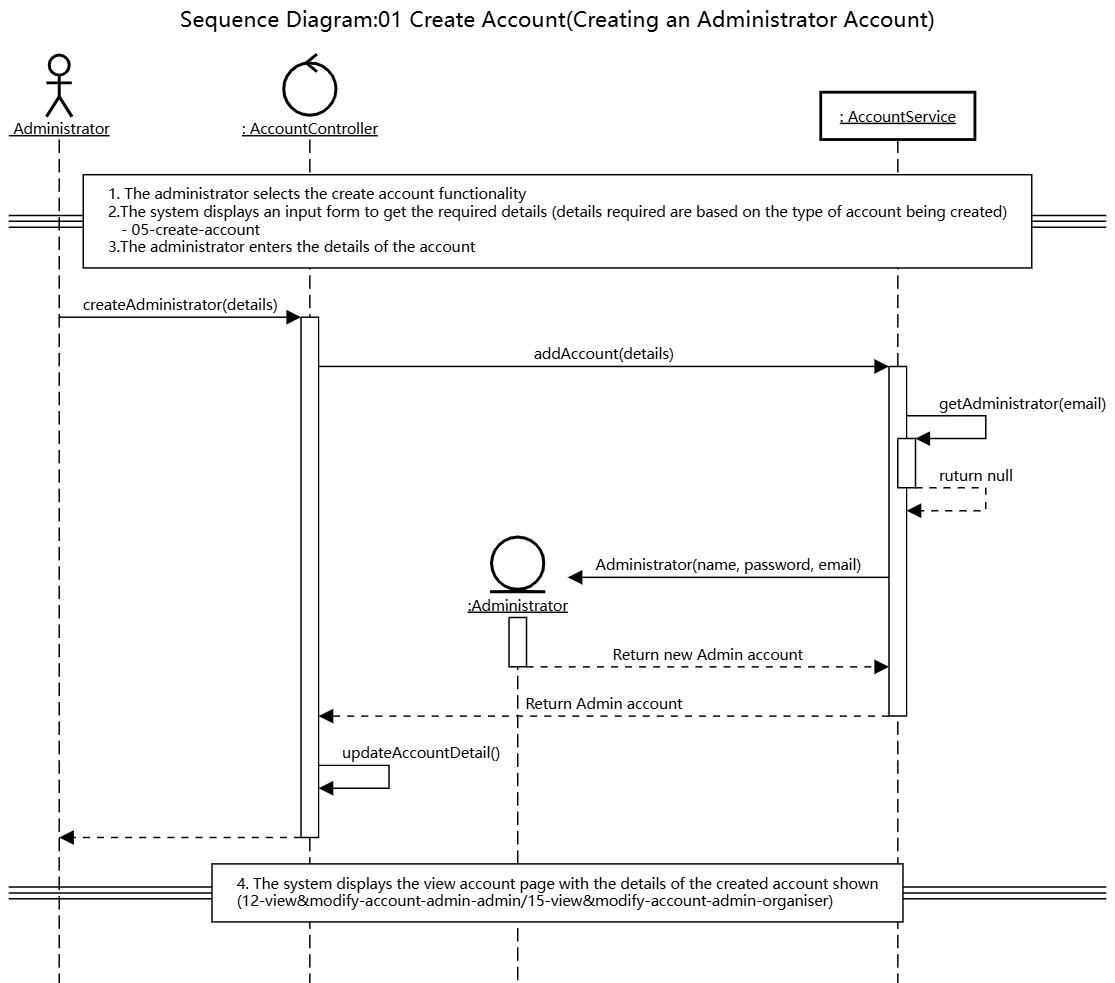 Sequence Diagram:01 Create Account(Creating an Administrator Account)
Administrator
: AccountController
: AccountService
1. The administrator selects the create account functionality
2.The system displays an input form to get the required details (details required are based on the type of account being created)
- 05-create-account
3.The administrator enters the details of the account
createAdministrator(details)
addAccount(details)
getAdministrator(email)
ruturn null
Administrator(name, password, email)
:Administrator
Return new Admin account
Return Admin account
updateAccountDetail()
4. The system displays the view account page with the details of the created account shown
(12-view&modify-account-admin-admin/15-view&modify-account-admin-organiser)